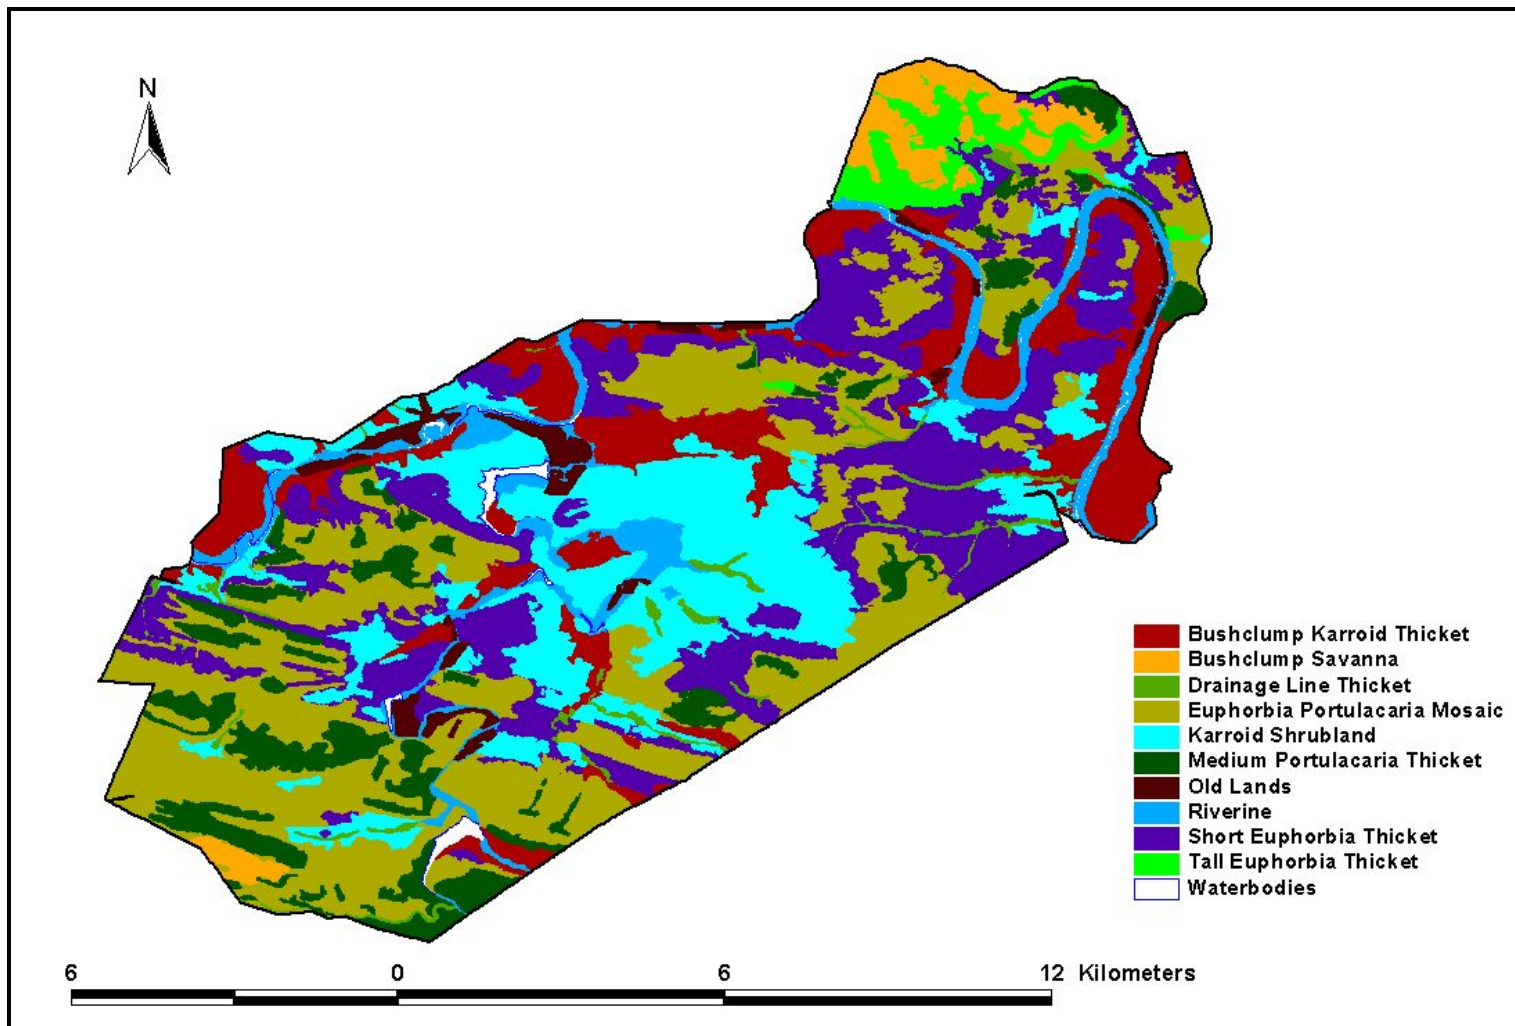 N
Bushclump Karroid Thicket
Bushclump Savanna
Drainage Line Thicket
Euphorbia Portulacaria Mosaic
Karroid Shrubland
Medium Portulacaria Thicket
Old Lands
Riverine
Short Euphorbia Thicket
Tall Euphorbia Thicket
Waterbodies
6 0 6 12 Kilometers